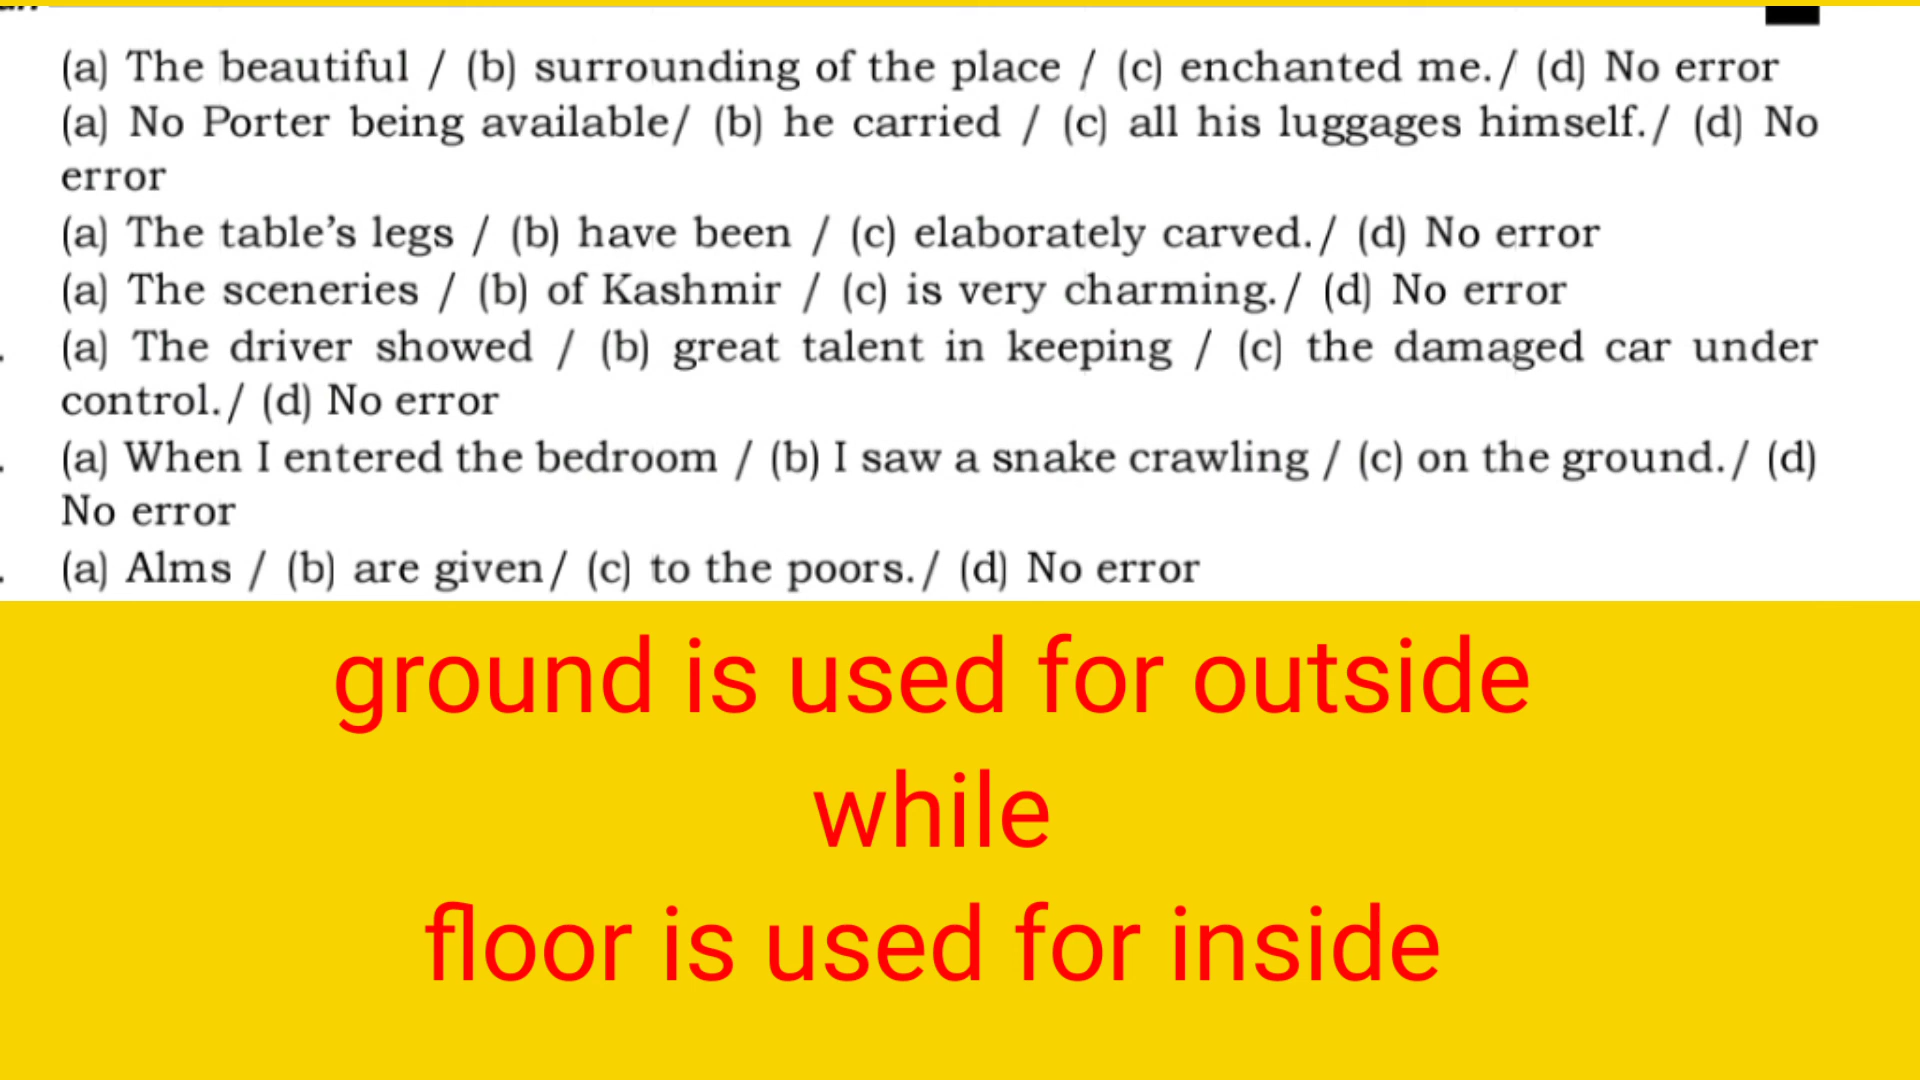 (a) The beautiful / (b) surrounding of the place / (c) enchanted me./ (d) No error
(a) No Porter being available/ (b) he carried / (c) all his luggages himself./ (d) No
error
(a) The table’s legs / (b) have been / (c) elaborately carved./ (d) No error
(a) The sceneries / (b) of Kashmir / (c) is very charming./ (d) No error
(a) The driver showed / (b) great talent in keeping / (c) the damaged car under
control./ (d) No error
(a) When I entered the bedroom / (b) I saw a snake crawling / (c) on the ground./ (d)
No error
(a) Alms / (b) are given/ (c) to the poors./ (d) No error
ground is used for outside
while
floor is used for inside